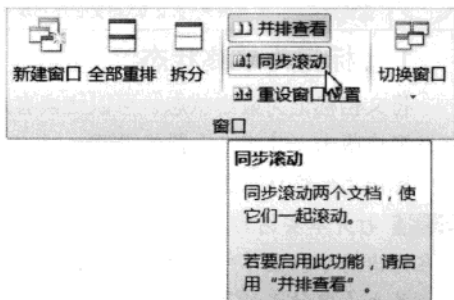 并排查看
同步滚动
新建窗口 全部重排 拆分
切换窗口
重设窗口位置
窗口
同步滚动
同步滚动两个文档，使
它们一起滚动。
若要启用此功能，请启
用“并排查看”。